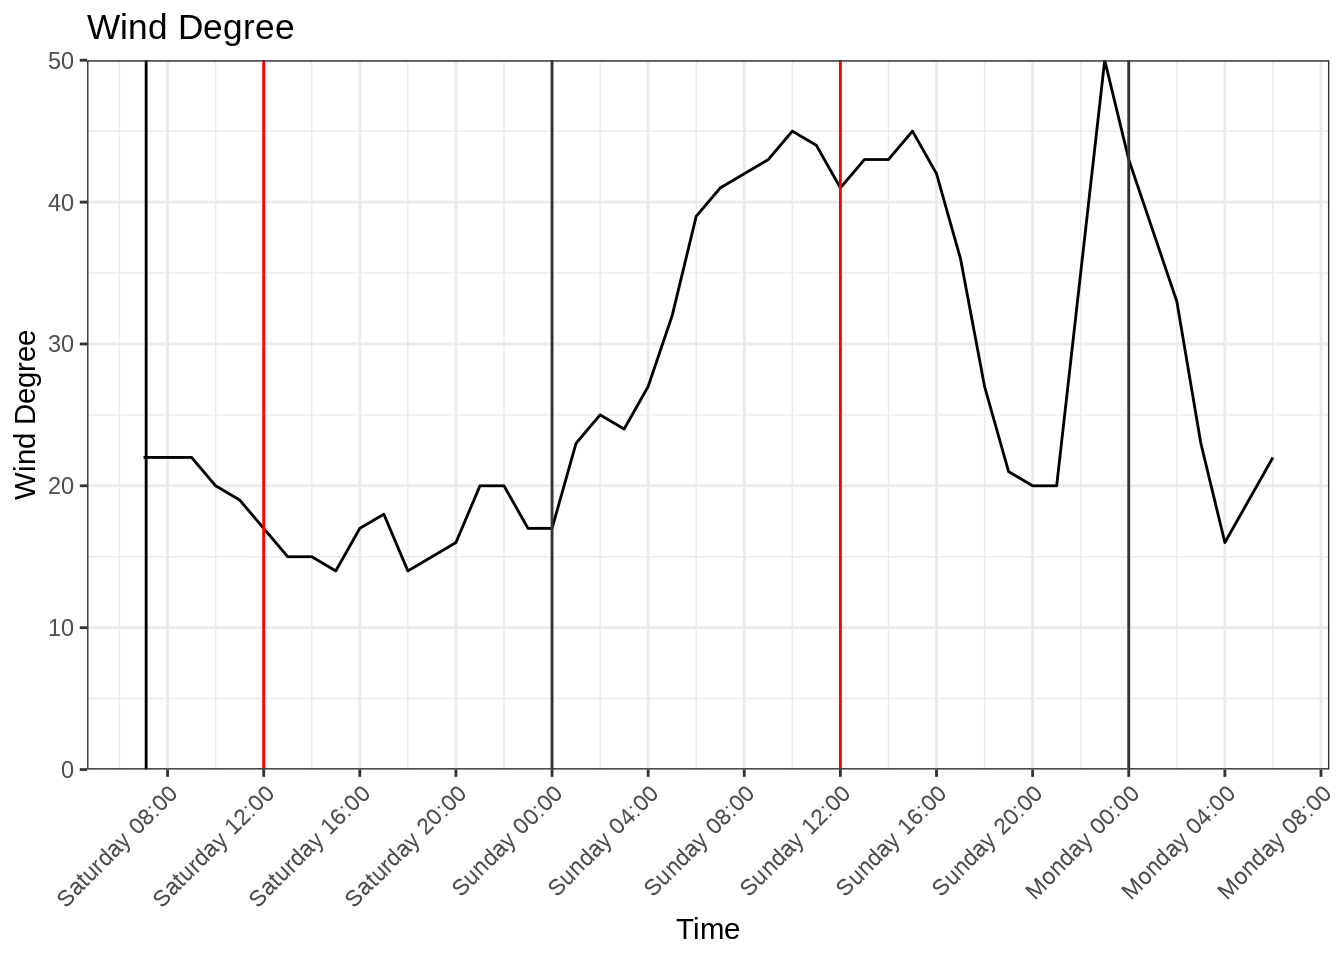 Wind Degree
50
40
30
20
10
0
Wind Degree
Saturday 08:00
Saturday 12:00
Saturday 16:00
Saturday 20:00
Sunday 00:00
Sunday 04:00
Sunday 08:00
Sunday 12:00
Sunday 16:00
Sunday 20:00
Monday 00:00
Monday 04:00
Monday 08:00
Time